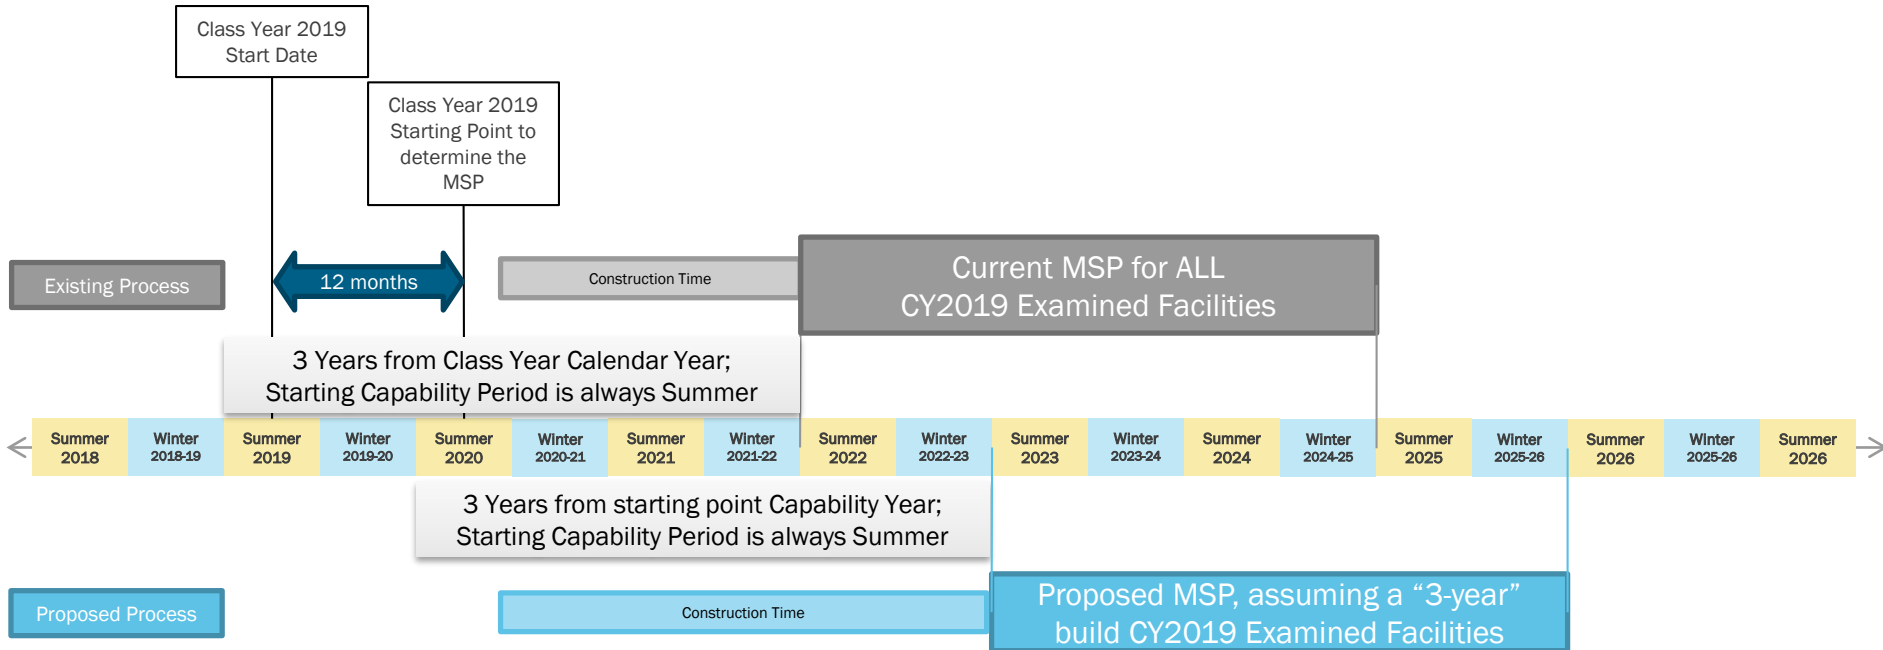 Class Year 2019
Start Date
Class Year 2019
Starting Point to
determine the
MSP
Existing Process
12 months
Construction Time
Current MSP for ALL
CY2019 Examined Facilities
3 Years from Class Year Calendar Year;
Starting Capability Period is always Summer
Summer
2018
Winter
2018-19
Summer
2019
Winter
2019-20
Summer
2020
Winter
2020-21
Summer
2021
Winter
2021-22
Summer
2022
Winter
2022-23
Summer
2023
Winter
2023-24
Summer
2024
Winter
2024-25
Summer
2025
Winter
2025-26
Summer
2026
Winter
2025-26
Summer
2026
3 Years from starting point Capability Year;
Starting Capability Period is always Summer
Proposed Process
Construction Time
Proposed MSP, assuming a “3-year”
build CY2019 Examined Facilities